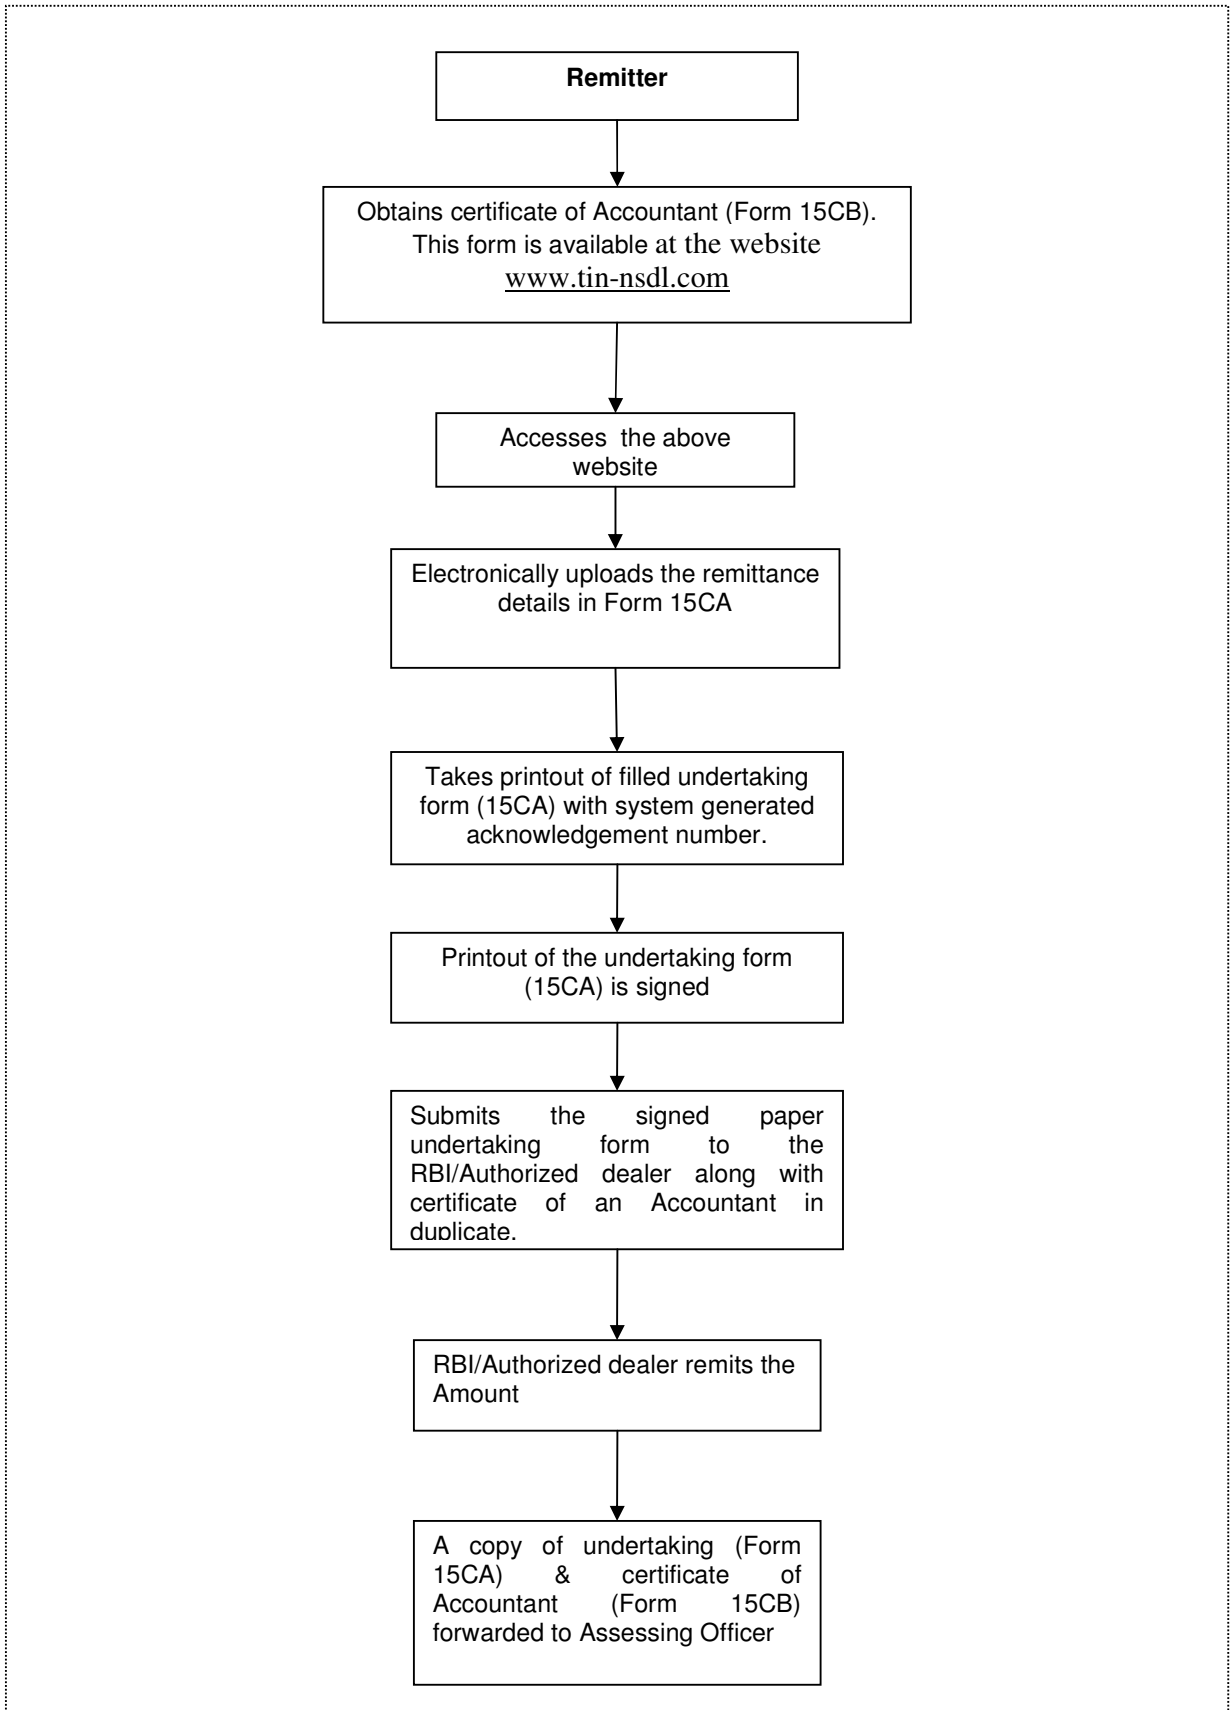 Remitter
Obtains certificate of Accountant (Form 15CB).
This form is available at the website
www.tin-nsdl.com
Accesses the above
website
Electronically uploads the remittance
details in Form 15CA
Takes printout of filled undertaking
form (15CA) with system generated
acknowledgement number.
Printout of the undertaking form
(15CA) is signed
Submits the signed paper
undertaking form to the
RBI/Authorized dealer along with
certificate of an Accountant in
duplicate.
RBI/Authorized dealer remits the
Amount
A copy of undertaking (Form
15CA) & certificate of
Accountant (Form 15CB)
forwarded to Assessing Officer